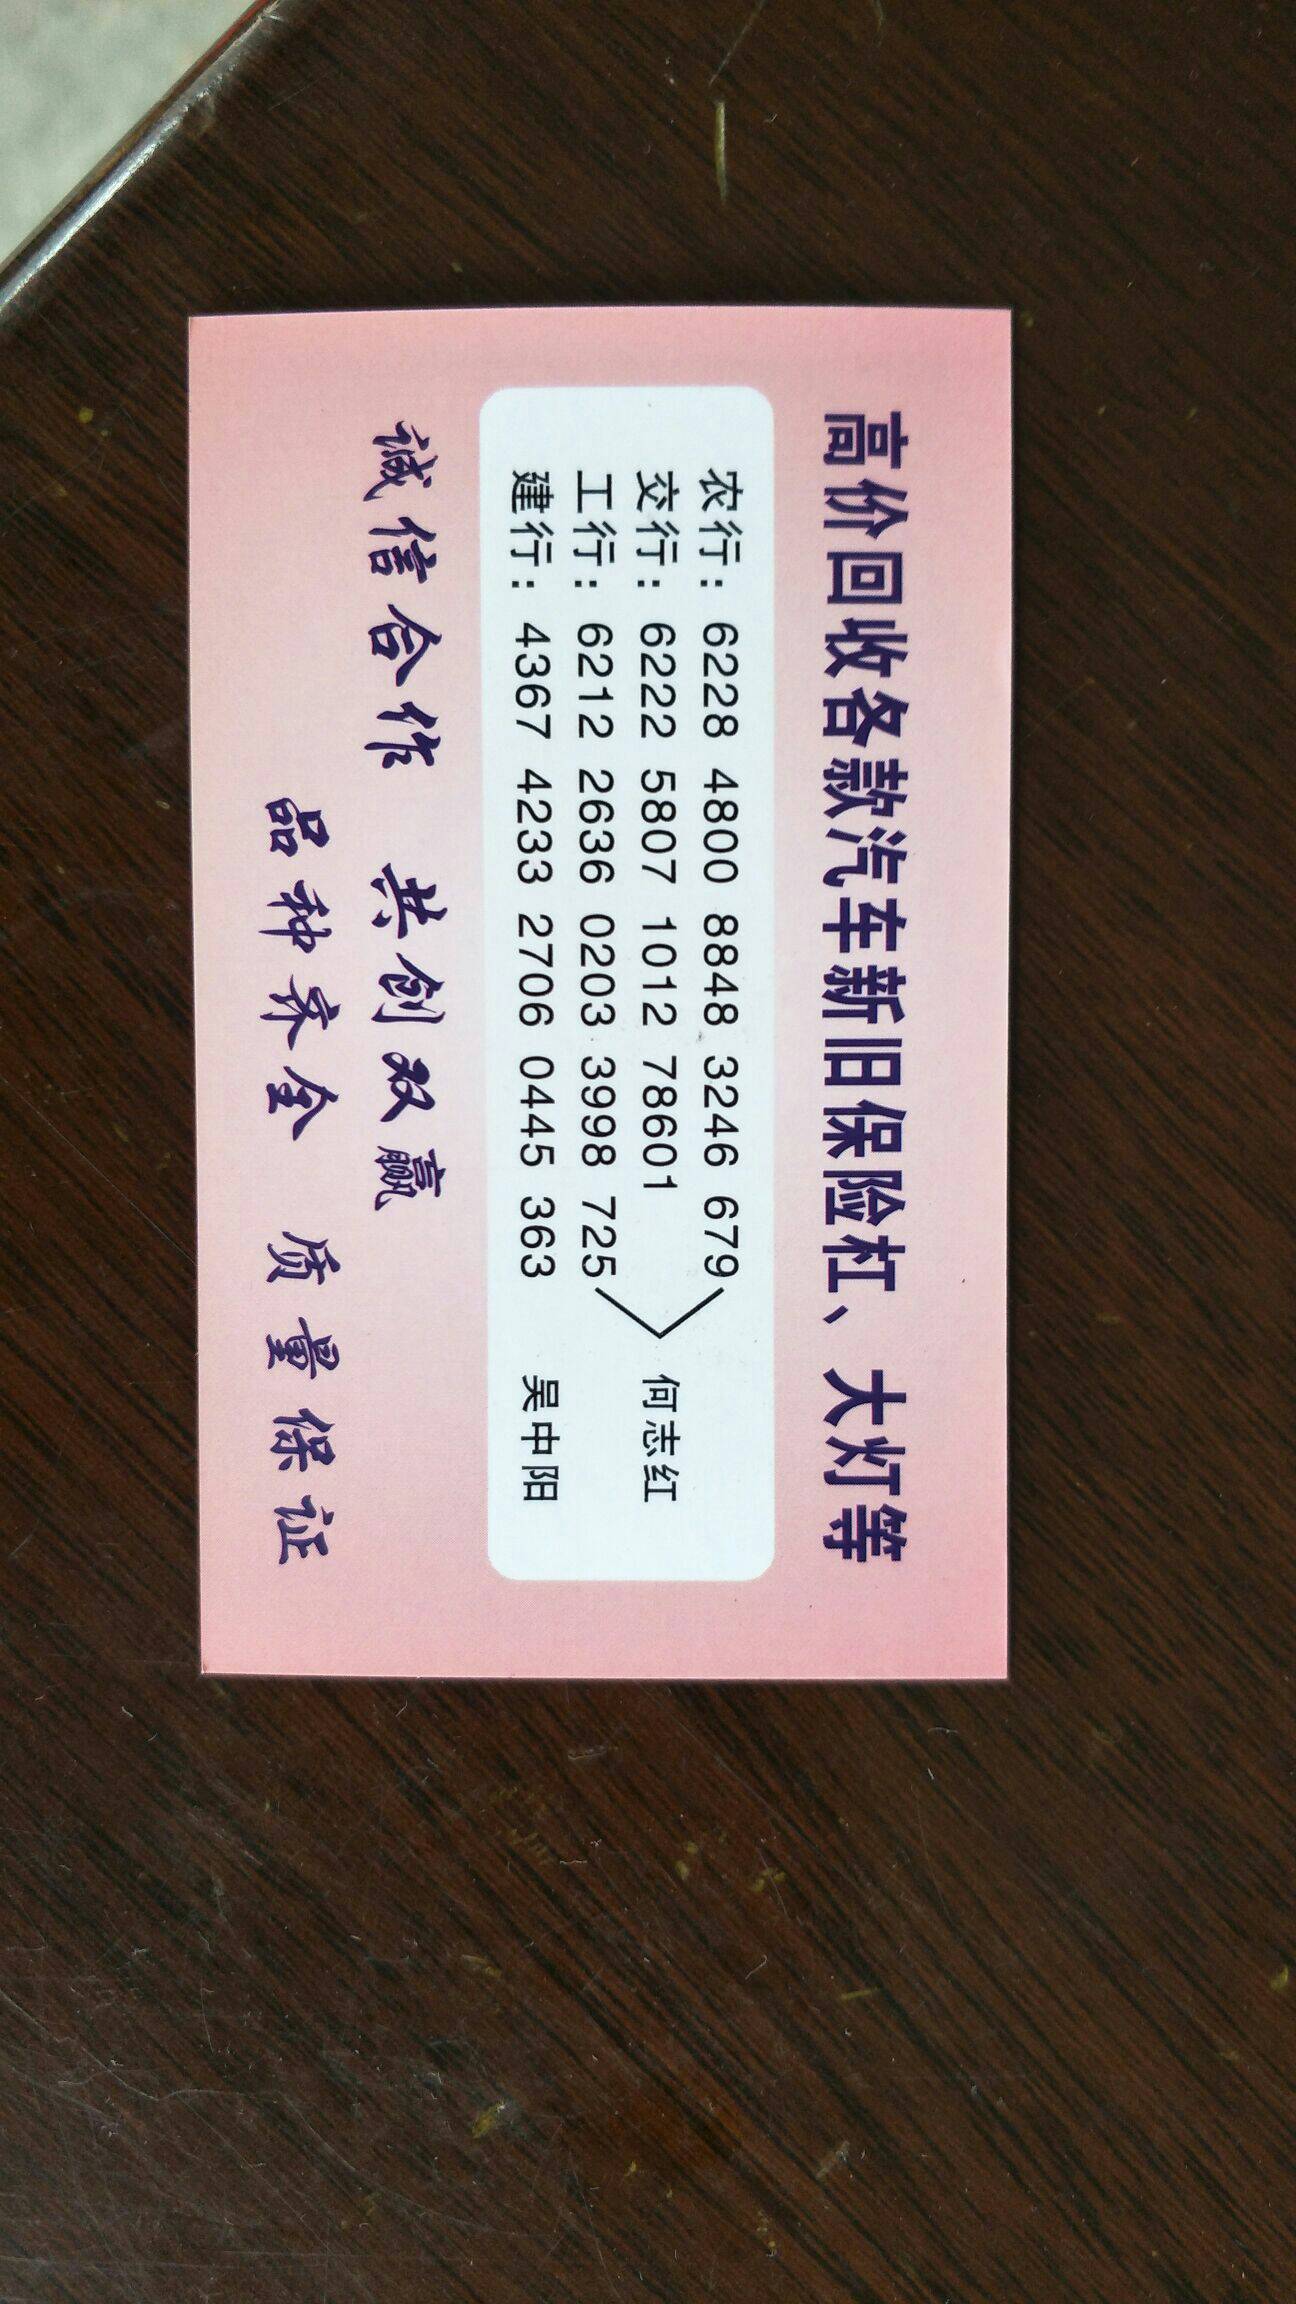 高价回收各款汽车新旧保险杠、大灯等
农行: 6228 4800 8848 3246 679
交行: 6222 5807 1012 78601
何志红
工行: 6212 2636 0203 3998 725
建行: 4367 4233 2706 0445 363 吴中阳
诚信合作 共创双赢
品种齐全 质量保证